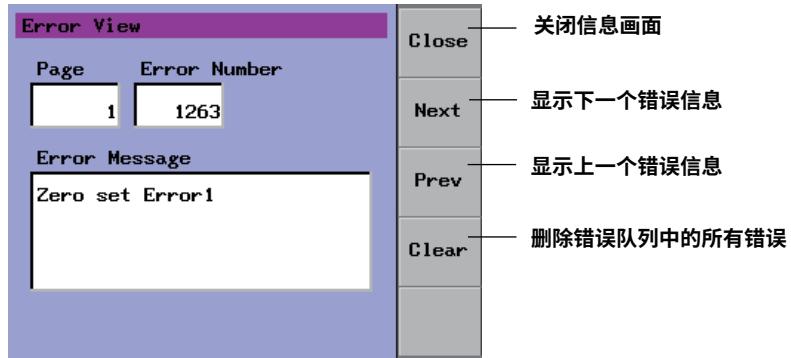 Error View
Page Error Number
1 1263
Error Message
Zero set Error1
Close
关闭信息画面
Next
显示下一个错误信息
Prev
显示上一个错误信息
Clear
删除错误队列中的所有错误